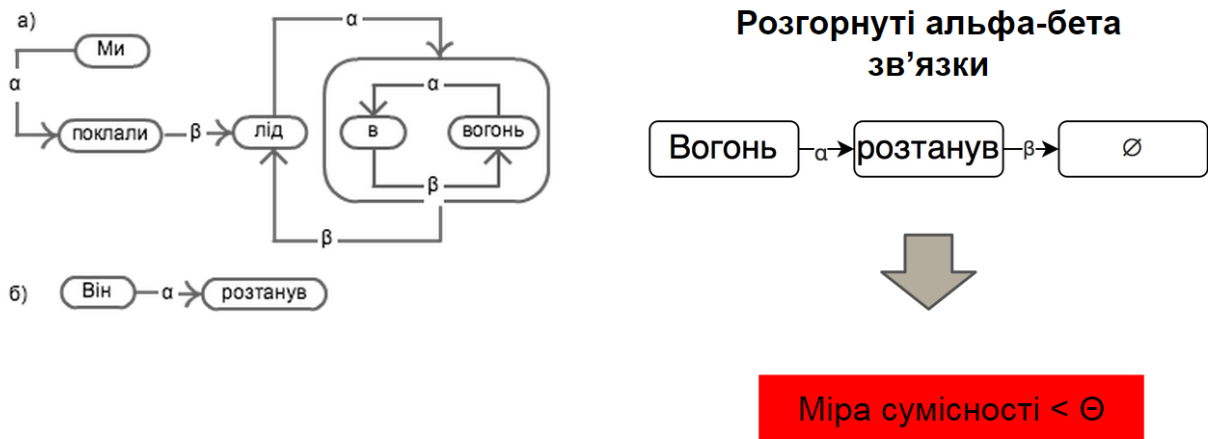 а)
Ми
α
поклали
β
лід
α
α
в
вогонь
β
β
б)
Він
α
розтанув
Розгорнуті альфа-бета
зв’язки
Вогонь
α
розтанув
β
∅
Міра сумісності < Θ